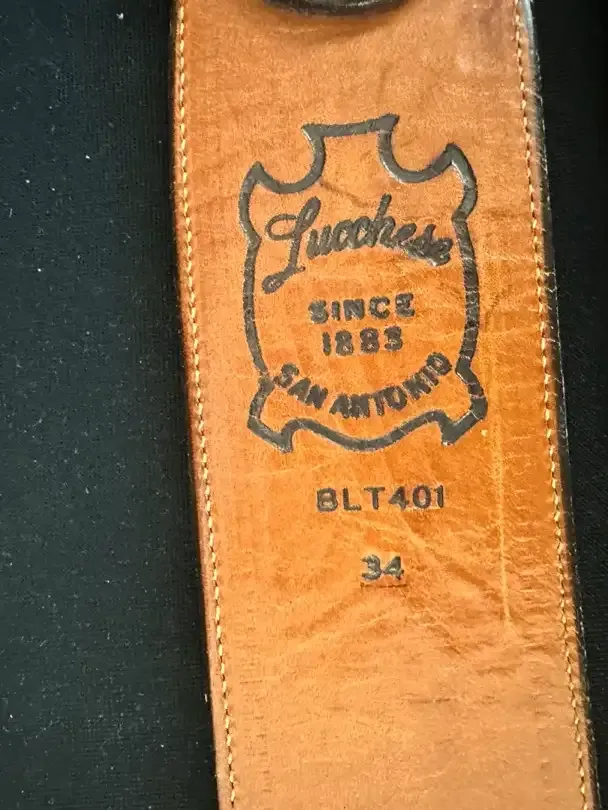 Lucchese
SINCE
1883
SAN ANTONIO
BLT401
34